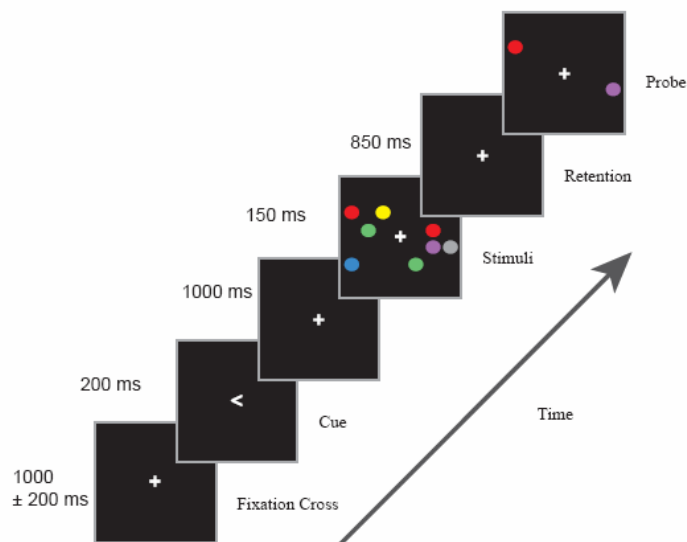 Probe
850 ms
Retention
150 ms
Stimuli
1000 ms
200 ms
<
Cue
Time
1000
± 200 ms
Fixation Cross